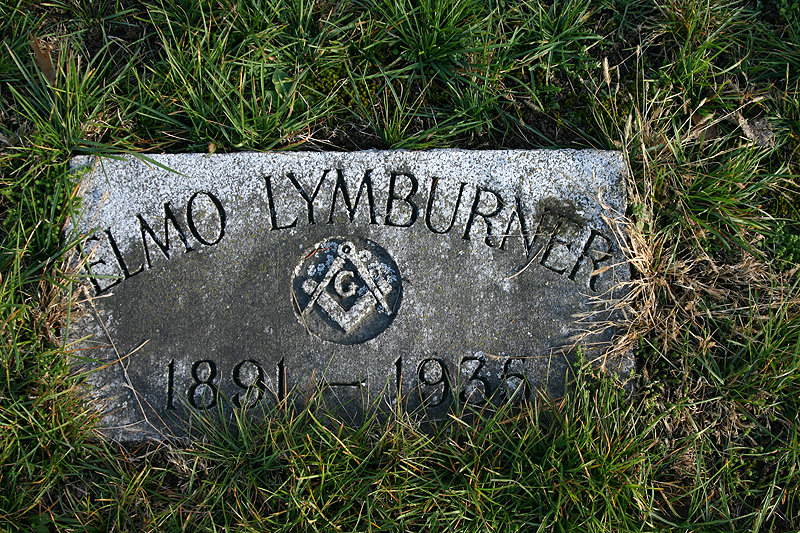 ELMO LYMBURNER
G
1891 – 1935